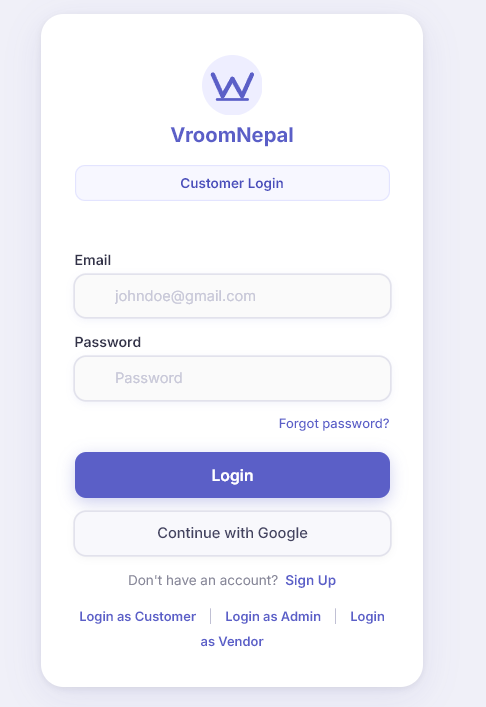 VroomNepal
Customer Login
Email
johndoe@gmail.com
Password
Password
Forgot password?
Login
Continue with Google
Don't have an account? Sign Up
Login as Customer | Login as Admin | Login
as Vendor